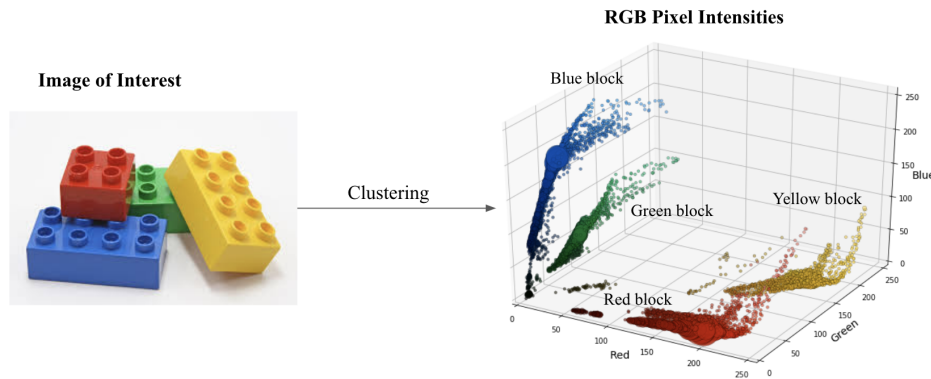 RGB Pixel Intensities
Image of Interest
Clustering
Blue block
Green block
Yellow block
Red block
0
50
100
150
200
250
Red
0
50
100
150
200
250
Green
0
50
100
150
200
250
Blue